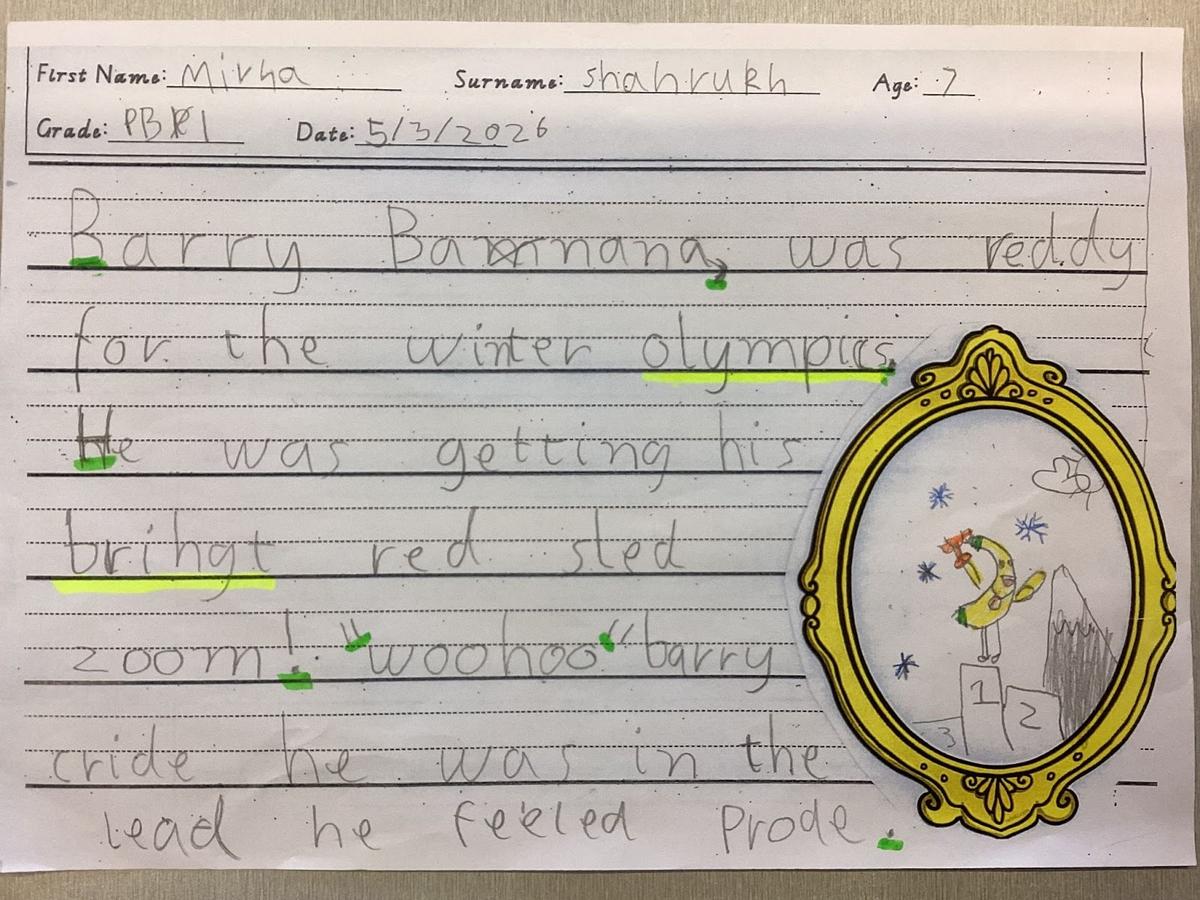 First Name: Mirha Surname: shahrukh Age: 7
Grade: PB1 Date: 5/3/2026
Barry Bannana, was reddy
for the winter olympics.
He was getting his
brihgt red sled
zoom! "woohoo" barry
cride he was in the
lead he feeled Prode.
1
2
3